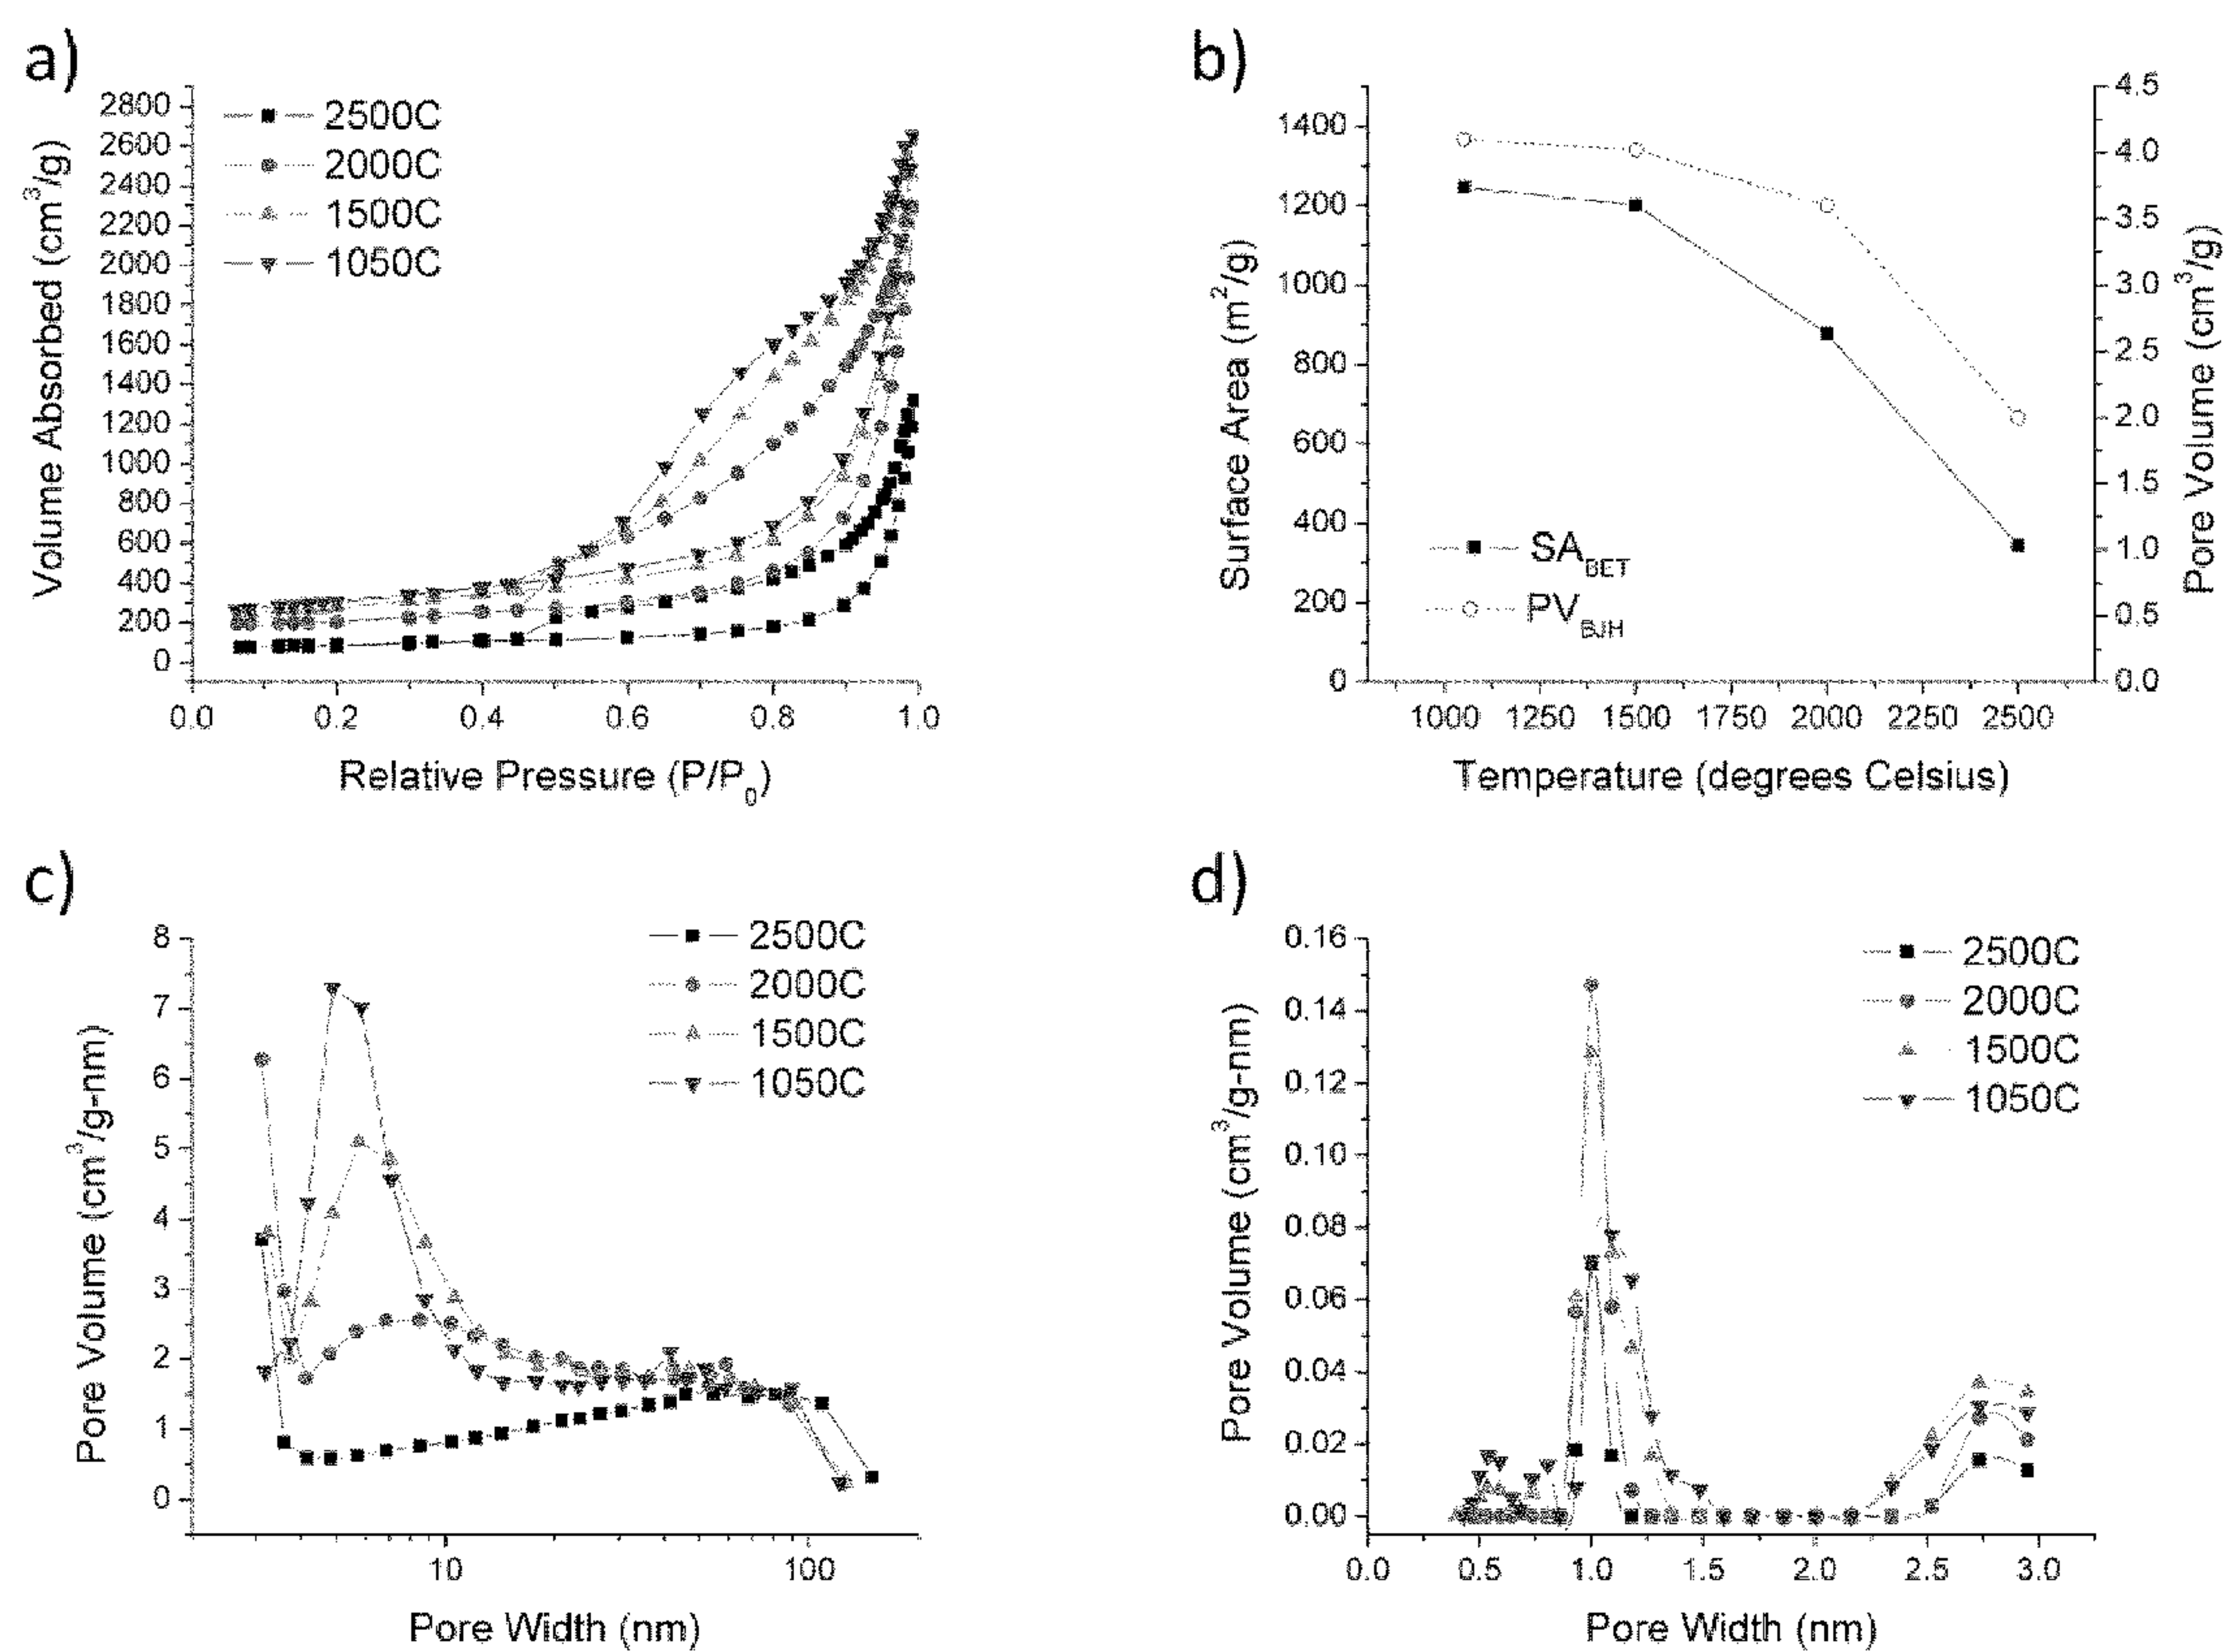 a)
2800
2600
2400
2200
2000
1800
1600
1400
1200
1000
800
600
400
200
0
Volume Absorbed (cm³/g)
2500C
2000C
1500C
1050C
0.0 0.2 0.4 0.6 0.8 1.0
Relative Pressure (P/P₀)
b)
1400
1200
1000
800
600
400
200
0
Surface Area (m²/g)
SA_BET
PV_BJH
4.5
4.0
3.5
3.0
2.5
2.0
1.5
1.0
0.5
0.0
Pore Volume (cm³/g)
1000 1250 1500 1750 2000 2250 2500
Temperature (degrees Celsius)
c)
8
7
6
5
4
3
2
1
0
Pore Volume (cm³/g-nm)
2500C
2000C
1500C
1050C
10 100
Pore Width (nm)
d)
0.16
0.14
0.12
0.10
0.08
0.06
0.04
0.02
0.00
Pore Volume (cm³/g-nm)
2500C
2000C
1500C
1050C
0.0 0.5 1.0 1.5 2.0 2.5 3.0
Pore Width (nm)